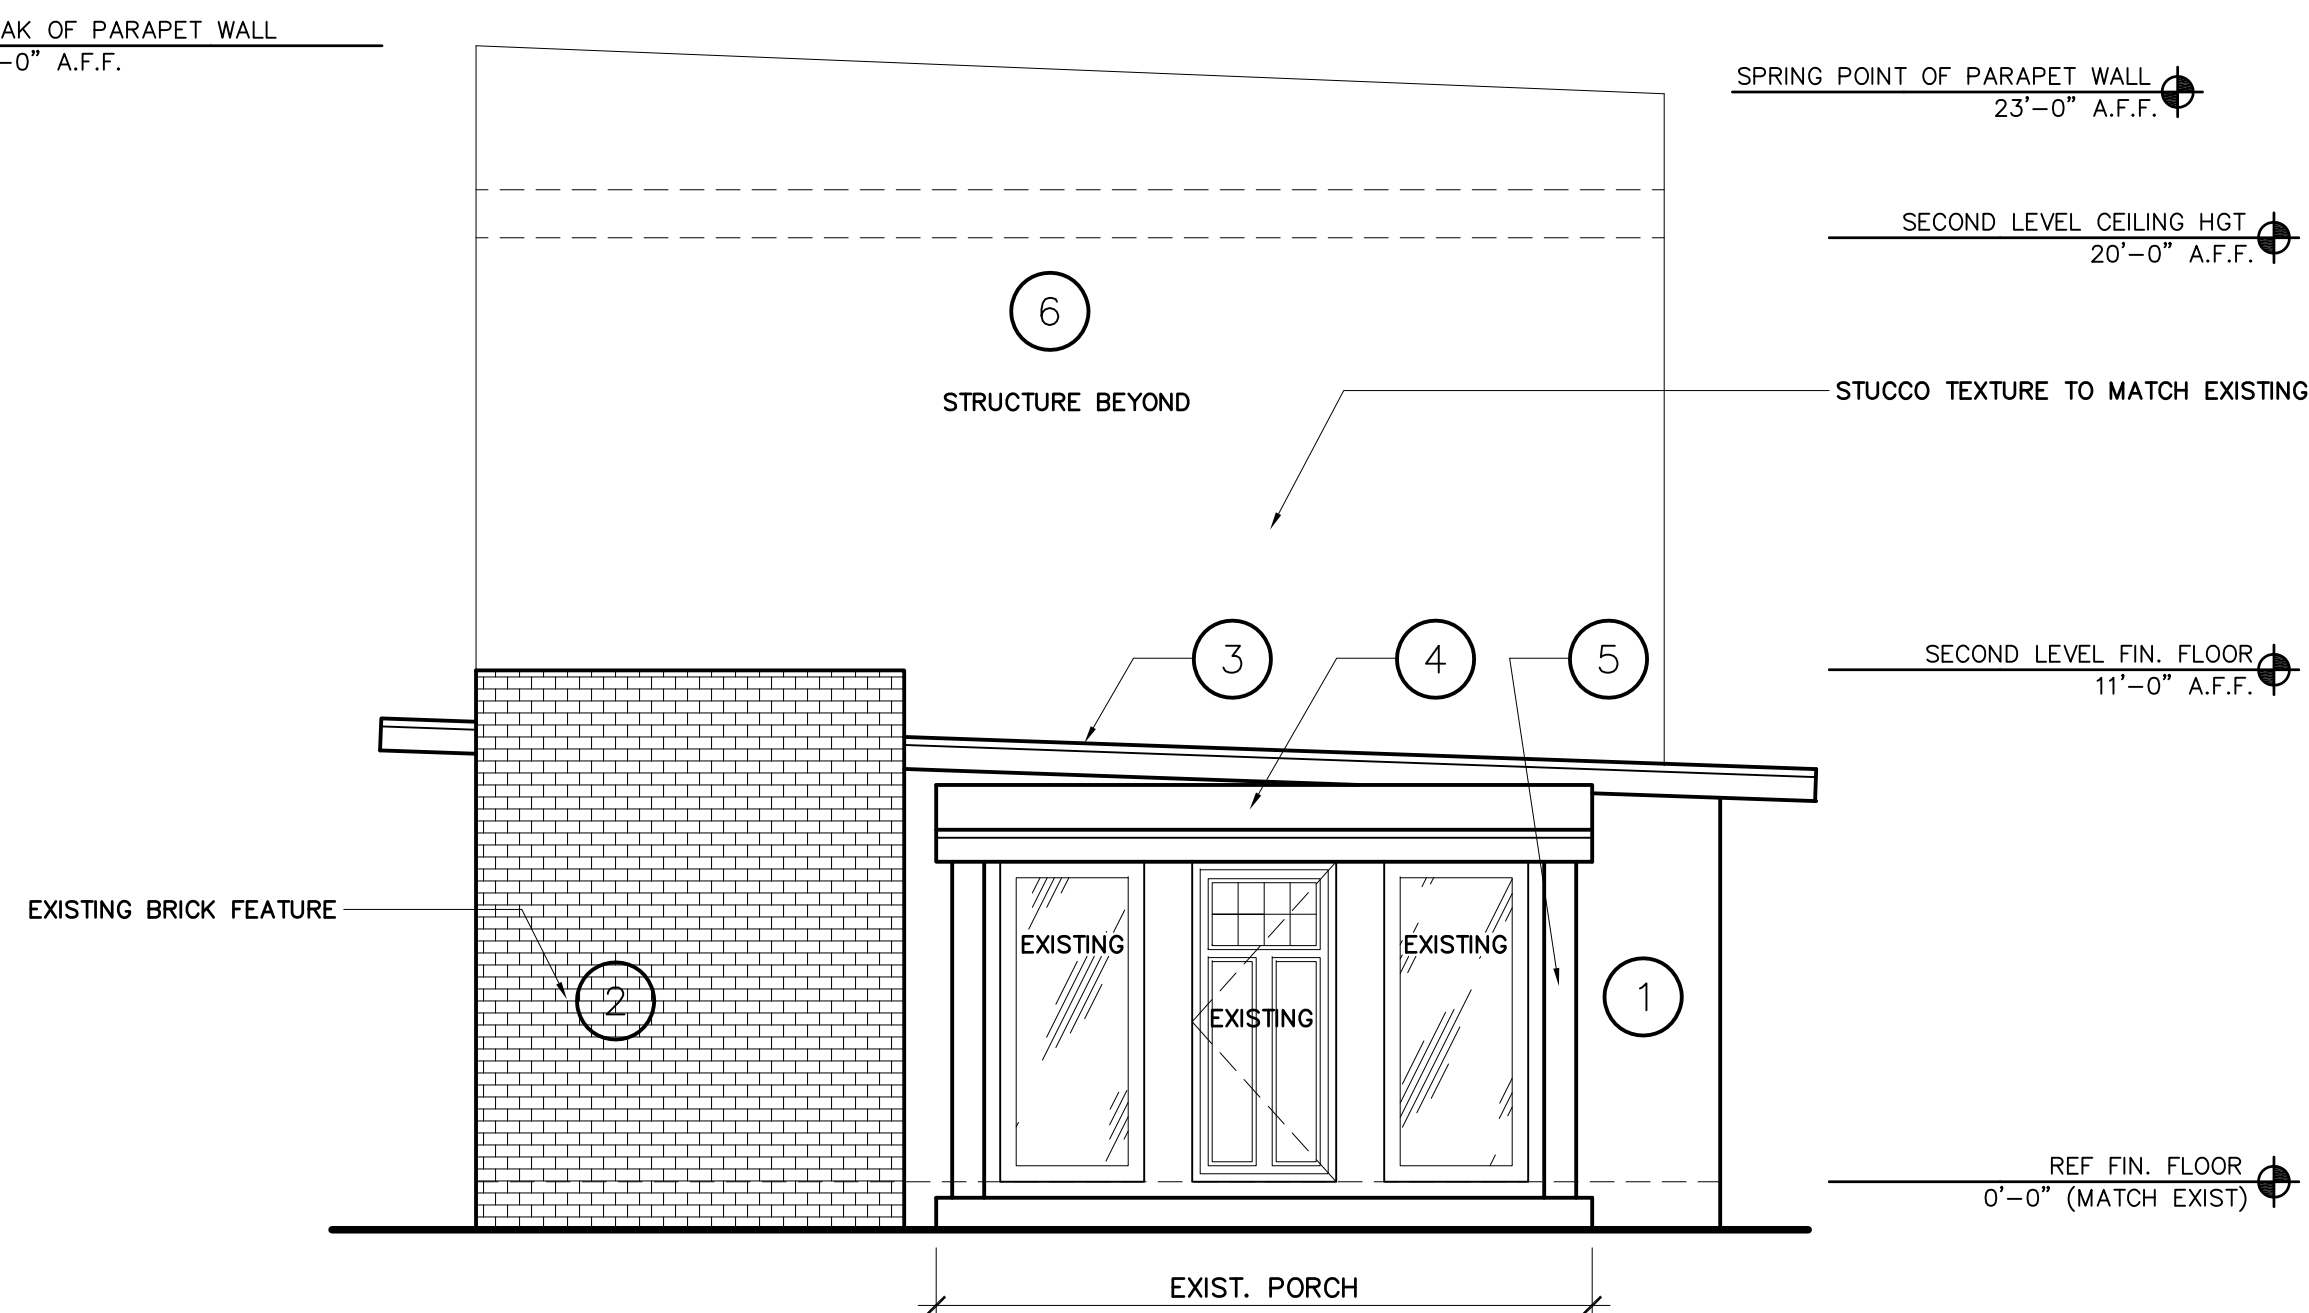 AK OF PARAPET WALL
-0" A.F.F.
SPRING POINT OF PARAPET WALL
23'-0" A.F.F.
SECOND LEVEL CEILING HGT
20'-0" A.F.F.
6
STRUCTURE BEYOND
STUCCO TEXTURE TO MATCH EXISTING
3
4
5
SECOND LEVEL FIN. FLOOR
11'-0" A.F.F.
EXISTING BRICK FEATURE
EXISTING
EXISTING
2
EXISTING
1
REF FIN. FLOOR
0'-0" (MATCH EXIST)
EXIST. PORCH